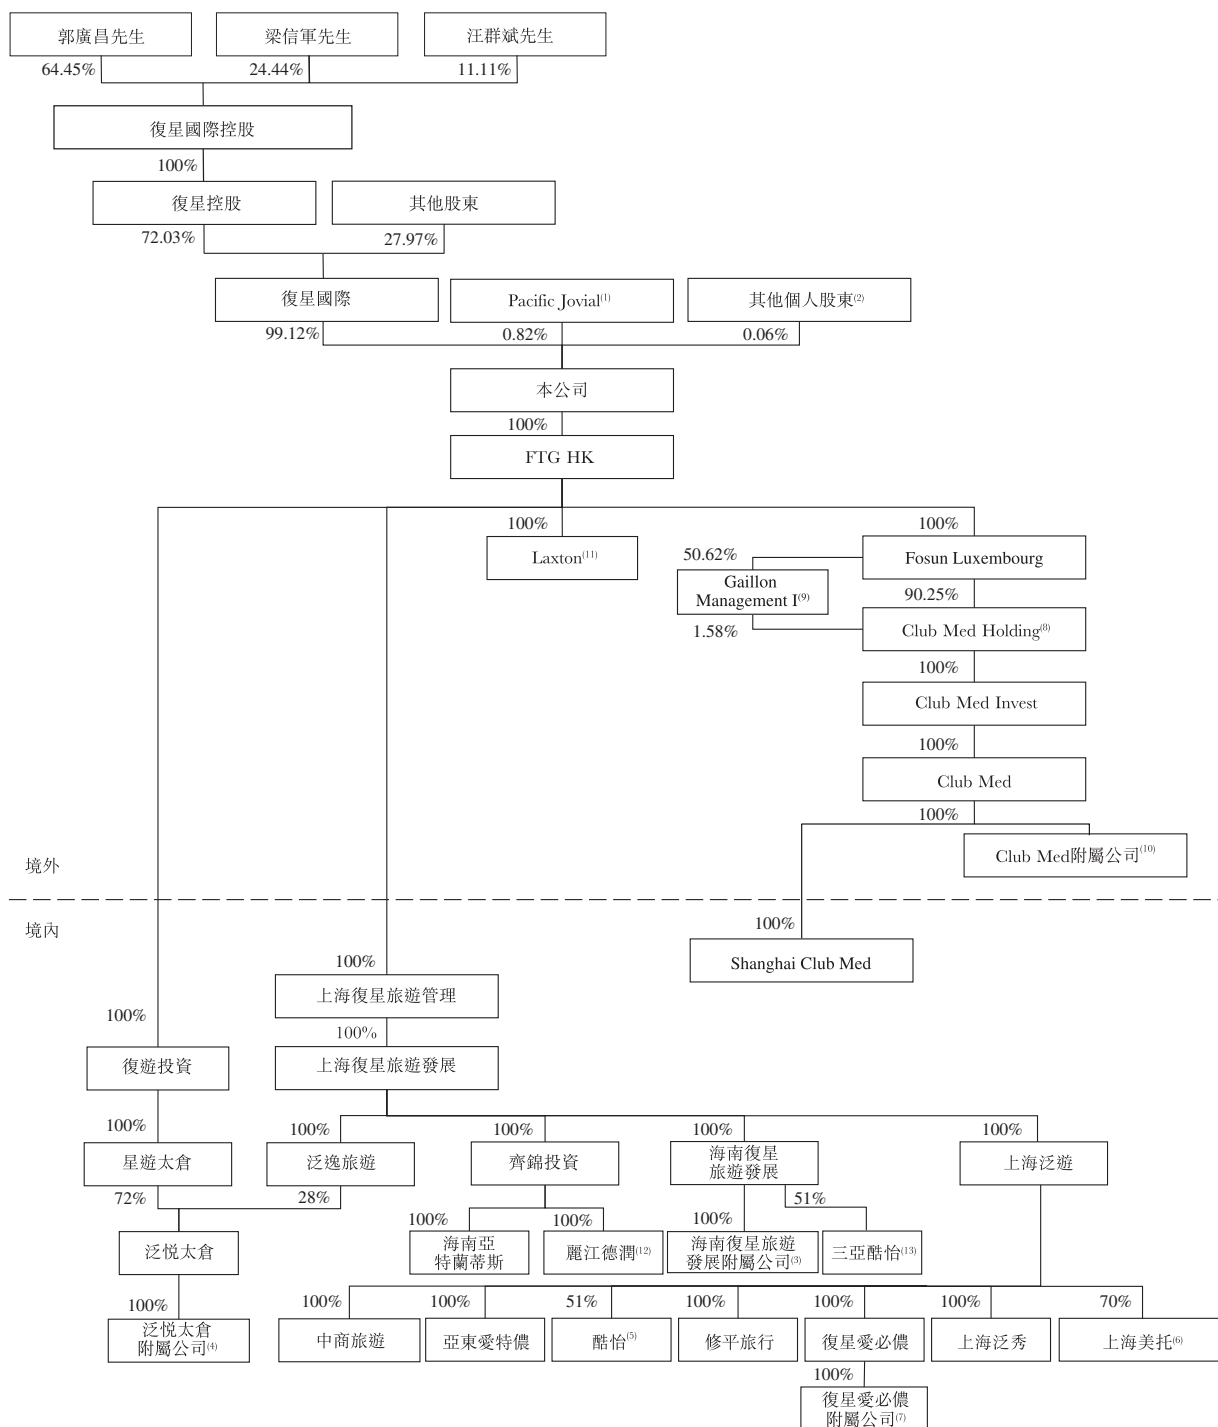 郭廣昌先生
梁信軍先生
汪群斌先生
64.45%
24.44%
11.11%
復星國際控股
100%
復星控股
其他股東
72.03%
27.97%
復星國際
Pacific Jovial(1)
其他個人股東(2)
99.12%
0.82%
0.06%
本公司
100%
FTG HK
100%
100%
Laxton(11)
50.62%
Fosun Luxembourg
Gaillon
Management I(9)
90.25%
1.58%
Club Med Holding(8)
100%
Club Med Invest
100%
Club Med
100%
Club Med附屬公司(10)
境外
境內
100%
Shanghai Club Med
100%
上海復星旅遊管理
100%
100%
復遊投資
上海復星旅遊發展
100%
100%
100%
100%
100%
星遊太倉
泛逸旅遊
齊錦投資
海南復星
旅遊發展
上海泛遊
72%
28%
51%
100%
100%
100%
泛悦太倉
海南亞
特蘭蒂斯
麗江德潤(12)
海南復星旅遊
發展附屬公司(3)
三亞酷怡(13)
100%
100%
100%
51%
100%
100%
100%
70%
泛悦太倉
附屬公司(4)
中商旅遊
亞東愛特儂
酷怡(5)
修平旅行
復星愛必儂
上海泛秀
上海美托(6)
100%
復星愛必儂
附屬公司(7)